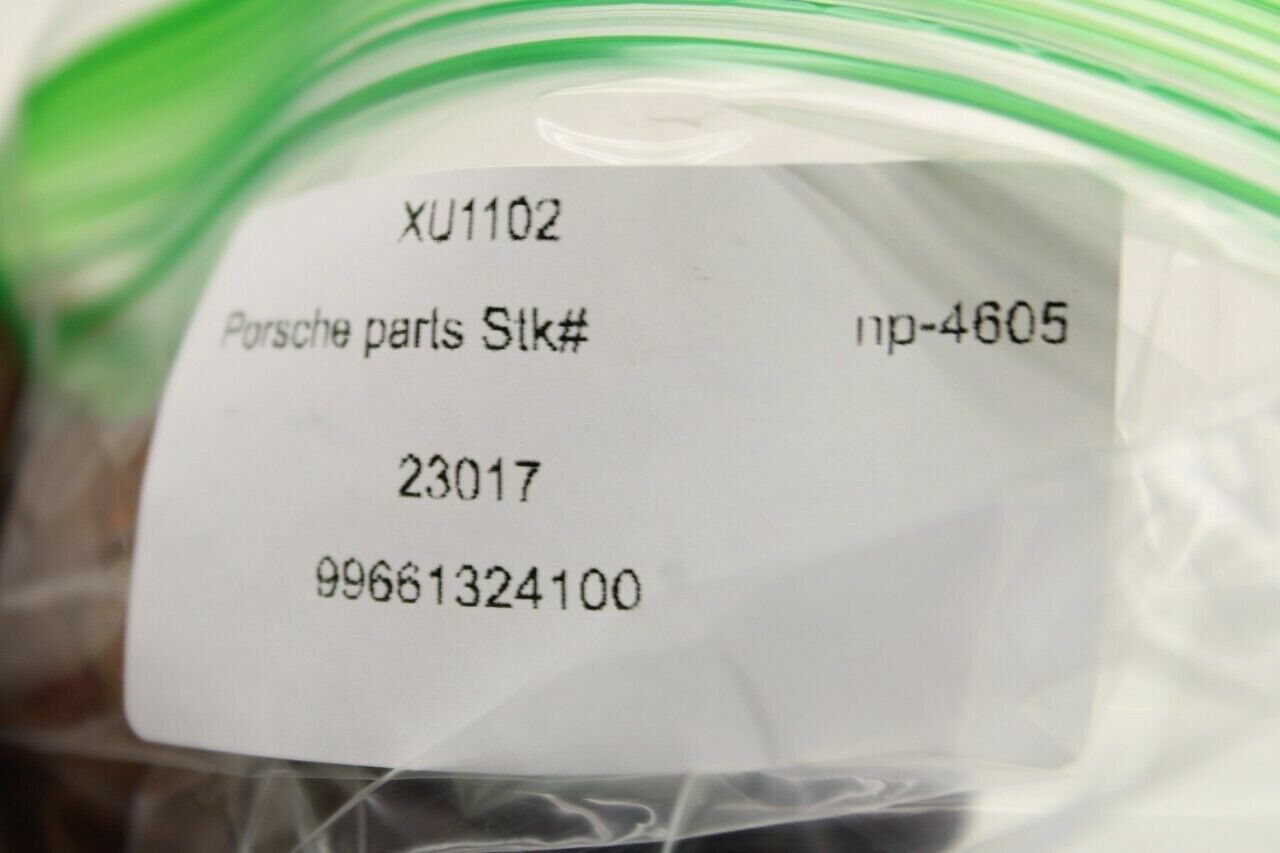 XU1102
Porsche parts Stk# np-4605
23017
99661324100